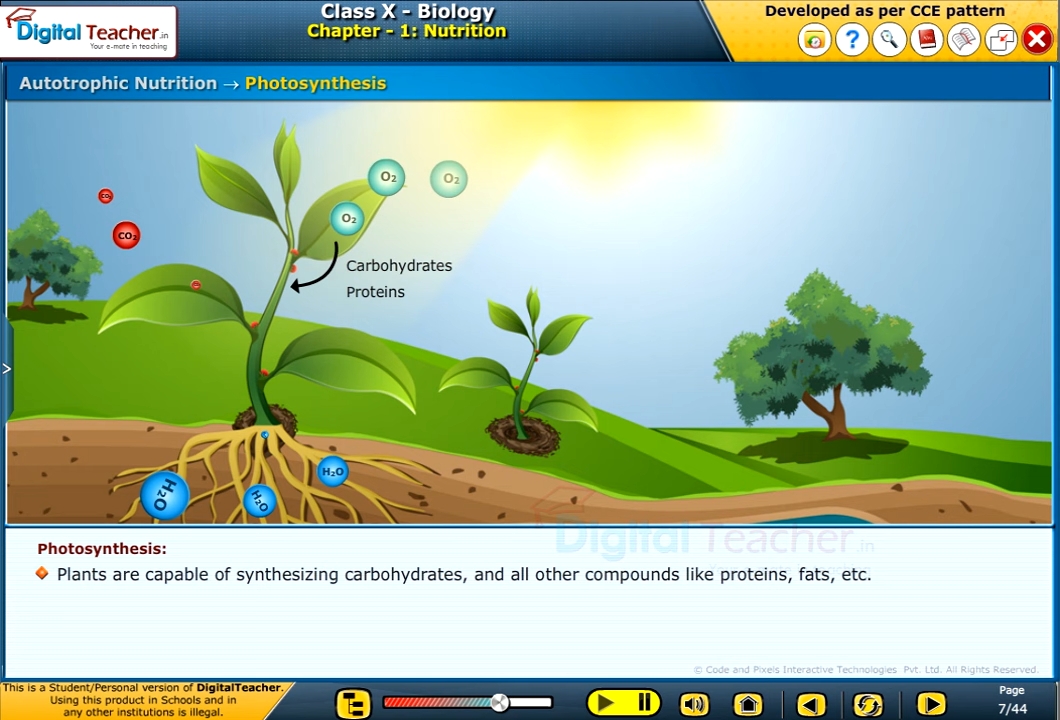 Digital Teacher.in
Your e-mate in teaching
Class X - Biology
Chapter - 1: Nutrition
Developed as per CCE pattern
?
Autotrophic Nutrition → Photosynthesis
O₂
O₂
O₂
CO₂
CO₂
Carbohydrates
Proteins
>
H₂O
H₂O
H₂O
Digital Teacher.in
Photosynthesis:
Plants are capable of synthesizing carbohydrates, and all other compounds like proteins, fats, etc.
© Code and Pixels Interactive Technologies Pvt. Ltd. All Rights Reserved.
This is a Student/Personal version of DigitalTeacher.
Using this product in Schools and in
any other institutions is illegal.
Page
7/44